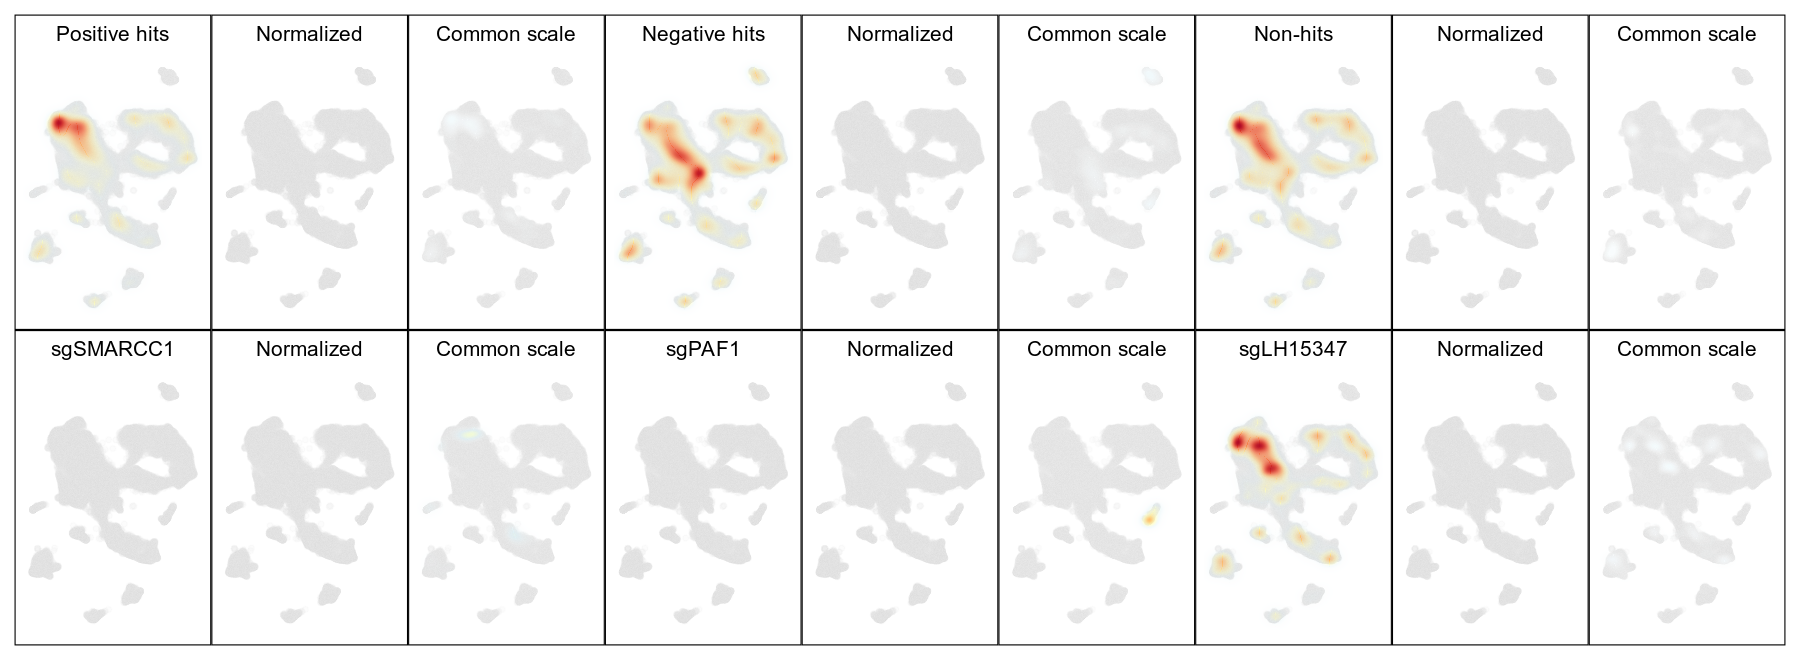 Positive hits
Normalized
Common scale
Negative hits
Normalized
Common scale
Non-hits
Normalized
Common scale
sgSMARCC1
Normalized
Common scale
sgPAF1
Normalized
Common scale
sgLH15347
Normalized
Common scale